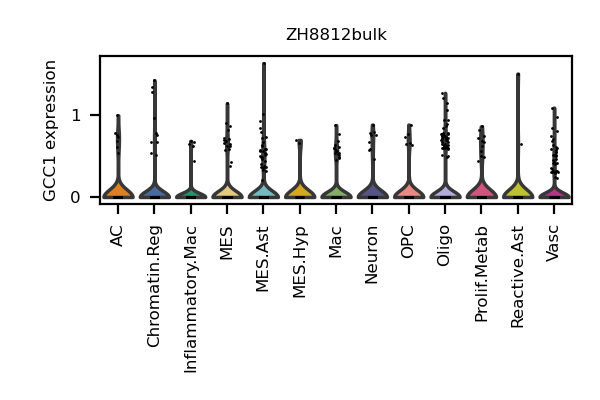 ZH8812bulk
GCC1 expression
1
0
AC
Chromatin.Reg
Inflammatory.Mac
MES
MES.Ast
MES.Hyp
Mac
Neuron
OPC
Oligo
Prolif.Metab
Reactive.Ast
Vasc